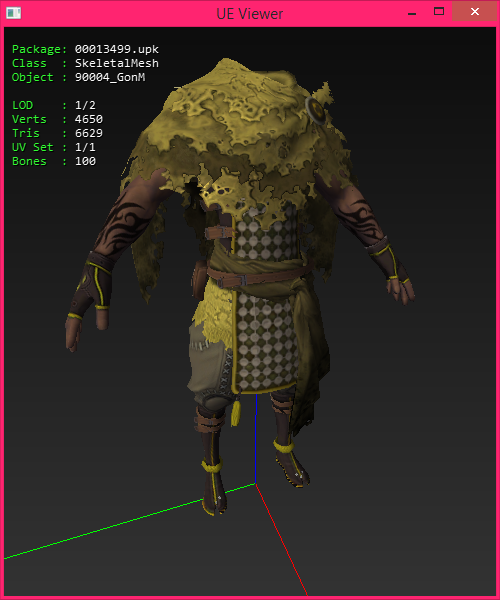 UE Viewer
Package: 00013499.upk
Class  : SkeletalMesh
Object : 90004_GonM
LOD    : 1/2
Verts  : 4650
Tris   : 6629
UV Set : 1/1
Bones  : 100